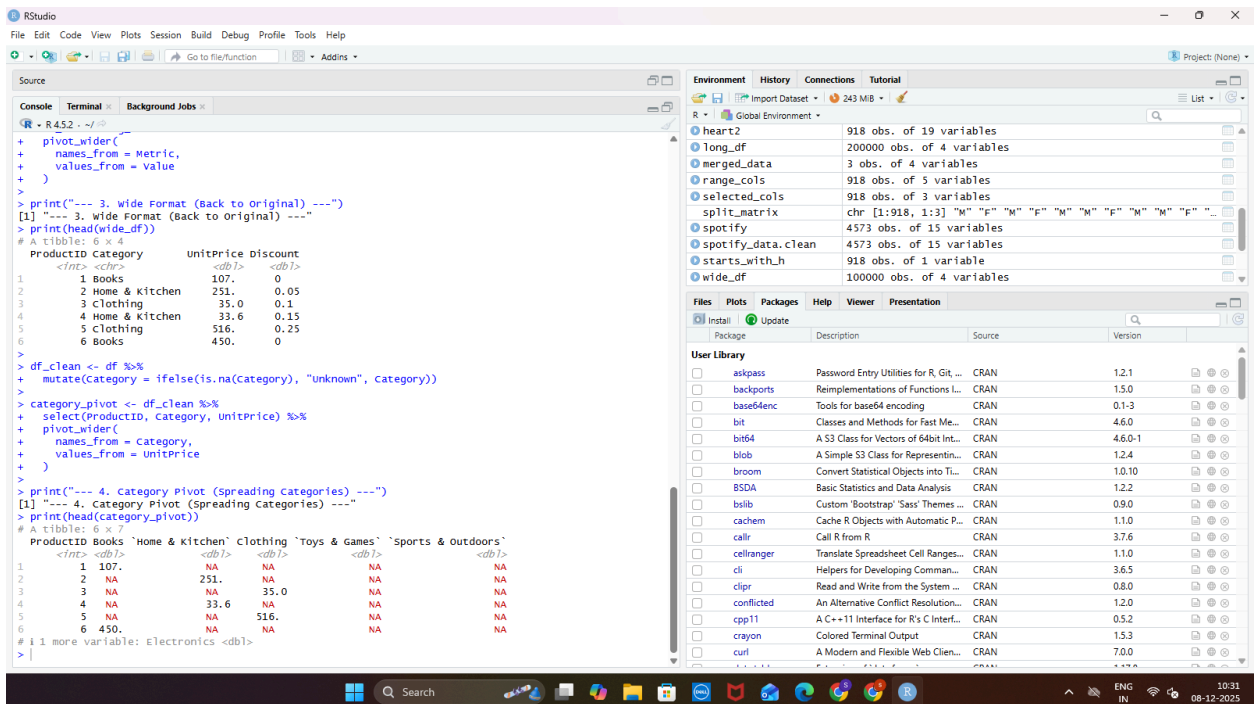 RStudio
File Edit Code View Plots Session Build Debug Profile Tools Help
Go to file/function
Addins
Project: (None)
Source
Console Terminal Background Jobs
R 4.5.2 · ~/
+   pivot_wider(
+     names_from = Metric,
+     values_from = Value
+   )
>
> print("--- 3. Wide Format (Back to Original) ---")
[1] "--- 3. Wide Format (Back to Original) ---"
> print(head(wide_df))
# A tibble: 6 × 4
  ProductID Category       UnitPrice Discount
      <int> <chr>              <dbl>    <dbl>
1         1 Books              107.      0
2         2 Home & Kitchen     251.      0.05
3         3 Clothing            35.0     0.1
4         4 Home & Kitchen      33.6     0.15
5         5 Clothing           516.      0.25
6         6 Books              450.      0
>
> df_clean <- df %>%
+   mutate(Category = ifelse(is.na(Category), "Unknown", Category))
>
> category_pivot <- df_clean %>%
+   select(ProductID, Category, UnitPrice) %>%
+   pivot_wider(
+     names_from = Category,
+     values_from = UnitPrice
+   )
>
> print("--- 4. Category Pivot (Spreading Categories) ---")
[1] "--- 4. Category Pivot (Spreading Categories) ---"
> print(head(category_pivot))
# A tibble: 6 × 7
  ProductID Books `Home & Kitchen` Clothing `Toys & Games` `Sports & Outdoors`
      <int> <dbl>            <dbl>    <dbl>          <dbl>               <dbl>
1         1  107.             NA       NA               NA                  NA
2         2   NA             251.      NA               NA                  NA
3         3   NA              NA       35.0             NA                  NA
4         4   NA              33.6     NA               NA                  NA
5         5   NA              NA      516.              NA                  NA
6         6  450.             NA       NA               NA                  NA
# ℹ 1 more variable: Electronics <dbl>
>
Environment History Connections Tutorial
Import Dataset 243 MiB List
R Global Environment
heart2 918 obs. of 19 variables
long_df 200000 obs. of 4 variables
merged_data 3 obs. of 4 variables
range_cols 918 obs. of 5 variables
selected_cols 918 obs. of 3 variables
split_matrix chr [1:918, 1:3] "M" "F" "M" "F" "M" "M" "F" "M" "M" "F" "…
spotify 4573 obs. of 15 variables
spotify_data.clean 4573 obs. of 15 variables
starts_with_h 918 obs. of 1 variable
wide_df 100000 obs. of 4 variables
Files Plots Packages Help Viewer Presentation
Install Update
Package Description Source Version
User Library
askpass Password Entry Utilities for R, Git, ... CRAN 1.2.1
backports Reimplementations of Functions I... CRAN 1.5.0
base64enc Tools for base64 encoding CRAN 0.1-3
bit Classes and Methods for Fast Me... CRAN 4.6.0
bit64 A S3 Class for Vectors of 64bit Int... CRAN 4.6.0-1
blob A Simple S3 Class for Representin... CRAN 1.2.4
broom Convert Statistical Objects into Ti... CRAN 1.0.10
BSDA Basic Statistics and Data Analysis CRAN 1.2.2
bslib Custom 'Bootstrap' 'Sass' Themes ... CRAN 0.9.0
cachem Cache R Objects with Automatic P... CRAN 1.1.0
callr Call R from R CRAN 3.7.6
cellranger Translate Spreadsheet Cell Ranges... CRAN 1.1.0
cli Helpers for Developing Comman... CRAN 3.6.5
clipr Read and Write from the System ... CRAN 0.8.0
conflicted An Alternative Conflict Resolution... CRAN 1.2.0
cpp11 A C++11 Interface for R's C Interf... CRAN 0.5.2
crayon Colored Terminal Output CRAN 1.5.3
curl A Modern and Flexible Web Clien... CRAN 7.0.0
Search
ENG
IN
10:31
08-12-2025